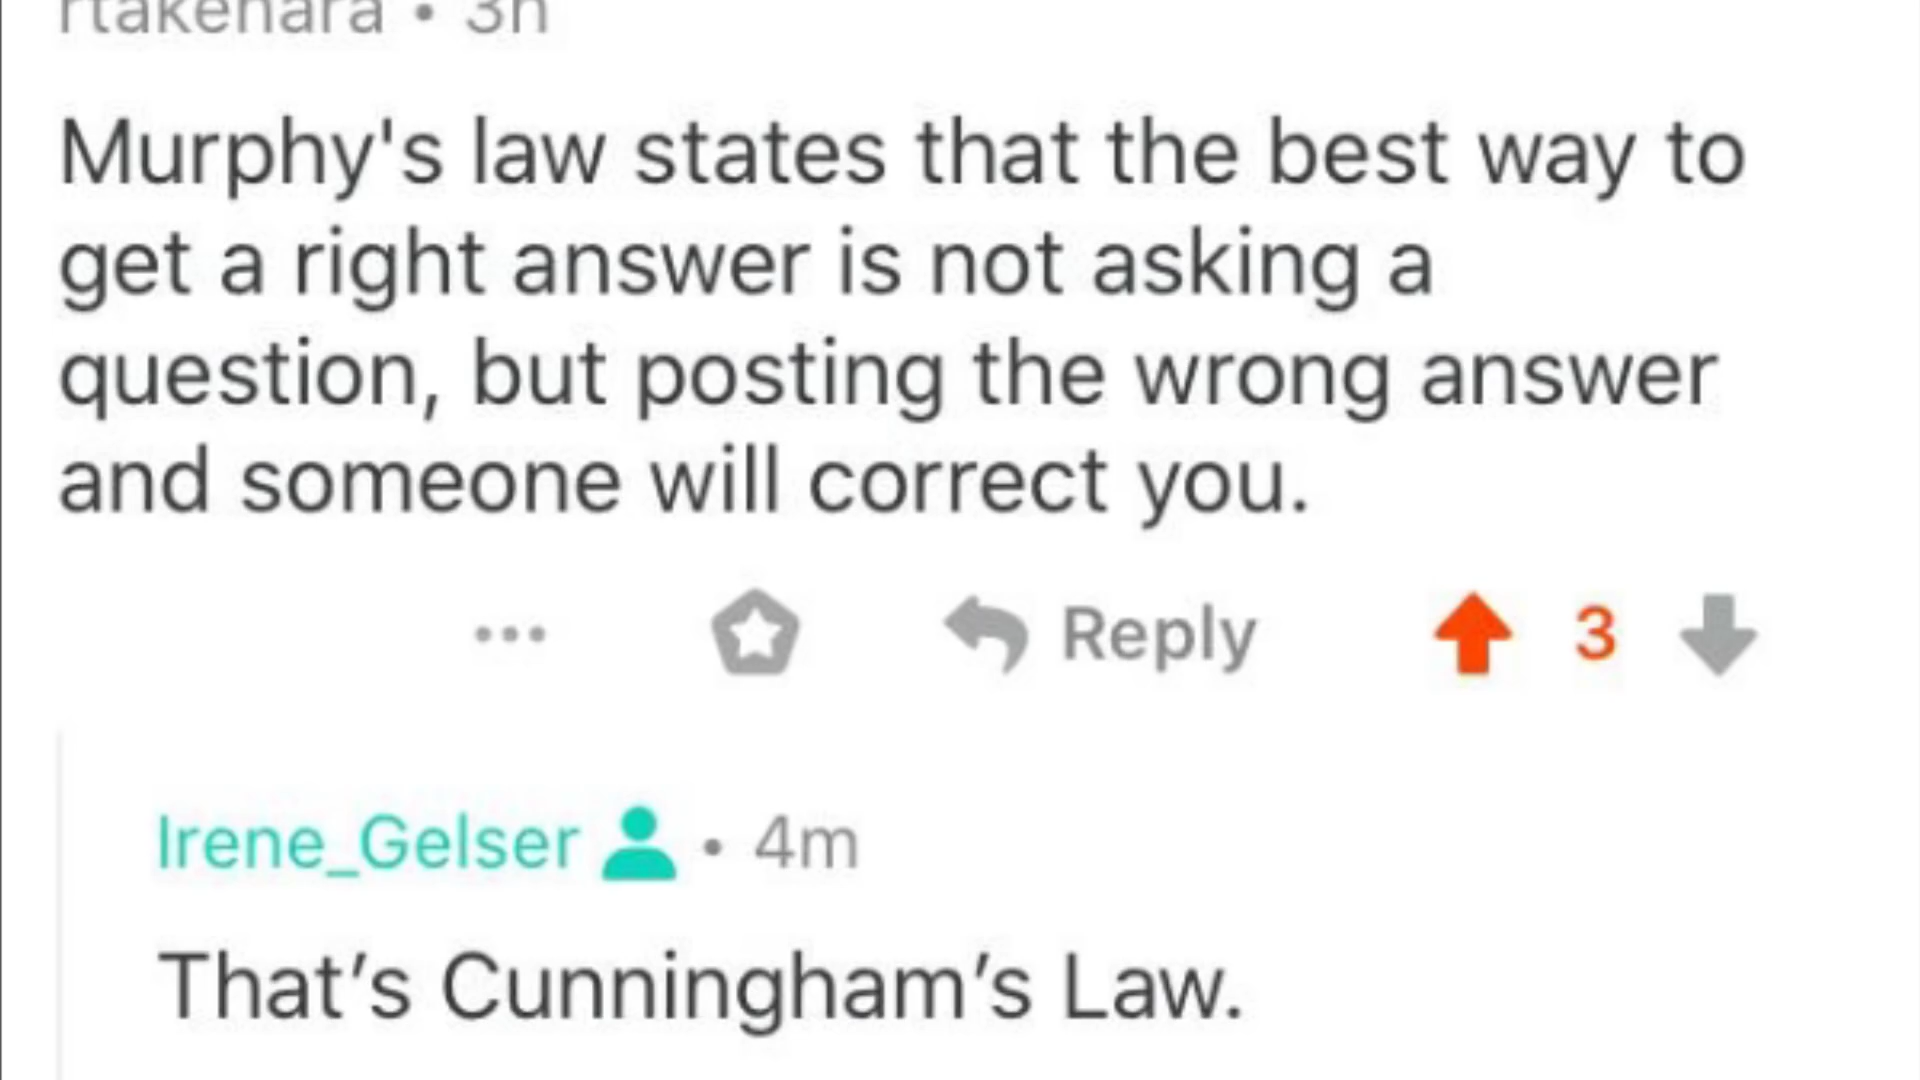 rtakehara • 3h
Murphy's law states that the best way to
get a right answer is not asking a
question, but posting the wrong answer
and someone will correct you.
Reply 3
Irene_Gelser • 4m
That’s Cunningham’s Law.